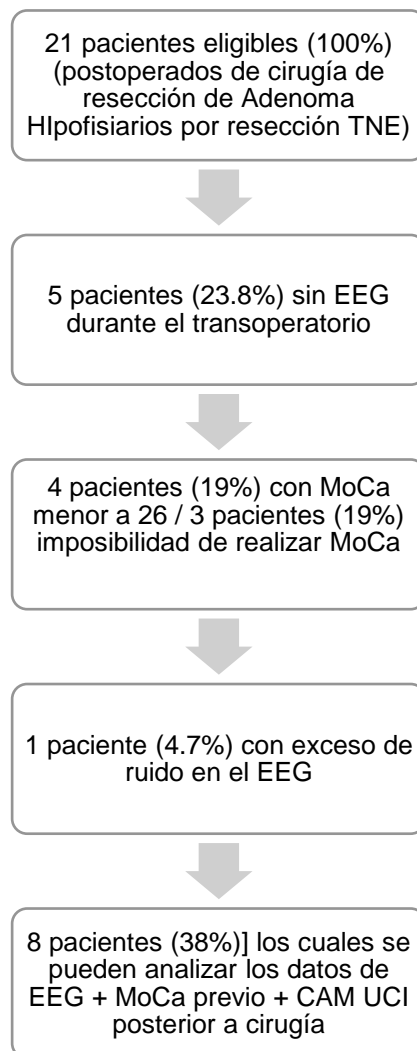 21 pacientes eligibles (100%)
(postoperados de cirugía de
resección de Adenoma
HIpofisiarios por resección TNE)
5 pacientes (23.8%) sin EEG
durante el transoperatorio
4 pacientes (19%) con MoCa
menor a 26 / 3 pacientes (19%)
imposibilidad de realizar MoCa
1 paciente (4.7%) con exceso de
ruido en el EEG
8 pacientes (38%)] los cuales se
pueden analizar los datos de
EEG + MoCa previo + CAM UCI
posterior a cirugía